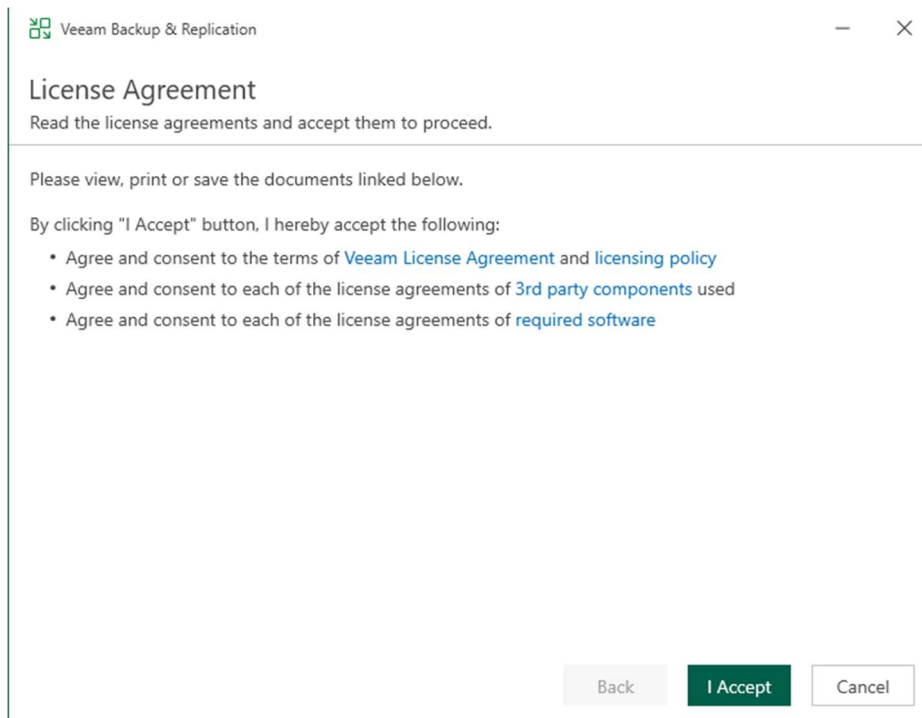 Veeam Backup & Replication
License Agreement
Read the license agreements and accept them to proceed.
Please view, print or save the documents linked below.
By clicking "I Accept" button, I hereby accept the following:
• Agree and consent to the terms of Veeam License Agreement and licensing policy
• Agree and consent to each of the license agreements of 3rd party components used
• Agree and consent to each of the license agreements of required software
Back I Accept Cancel